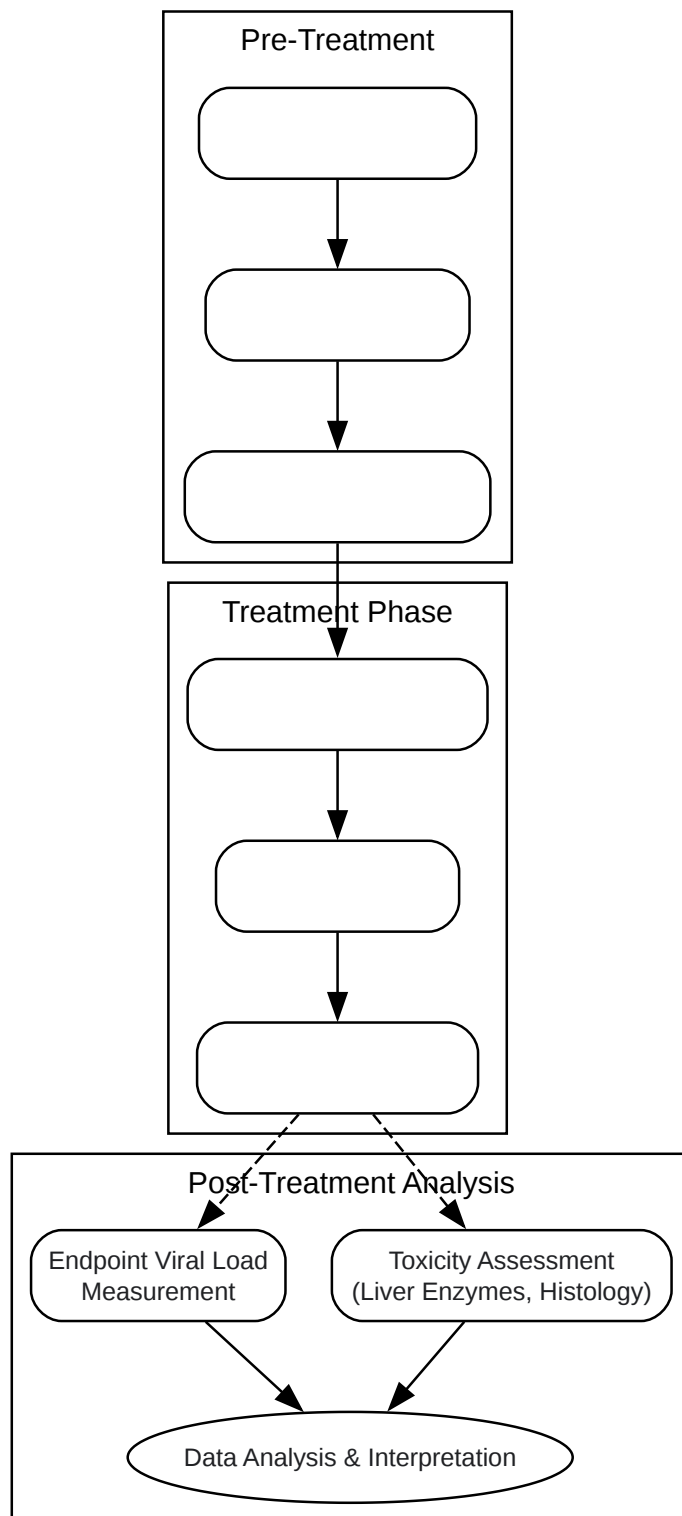 Pre-Treatment
Treatment Phase
Post-Treatment Analysis
Endpoint Viral Load
Measurement
Toxicity Assessment
(Liver Enzymes, Histology)
Data Analysis & Interpretation